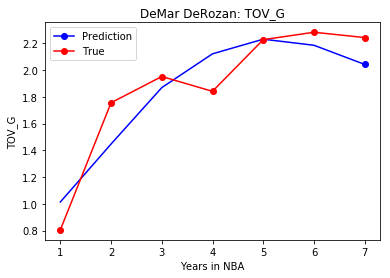 DeMar DeRozan: TOV_G
Prediction
True
TOV_G
2.2
2.0
1.8
1.6
1.4
1.2
1.0
0.8
1 2 3 4 5 6 7
Years in NBA